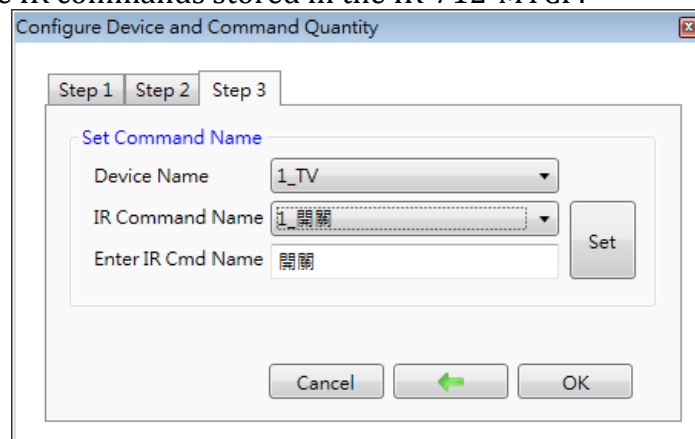 e IR commands stored in the IR-712-MTCP.
Configure Device and Command Quantity
Step 1 Step 2 Step 3
Set Command Name
Device Name 1_TV
IR Command Name 1_開關
Enter IR Cmd Name 開關
Set
Cancel OK